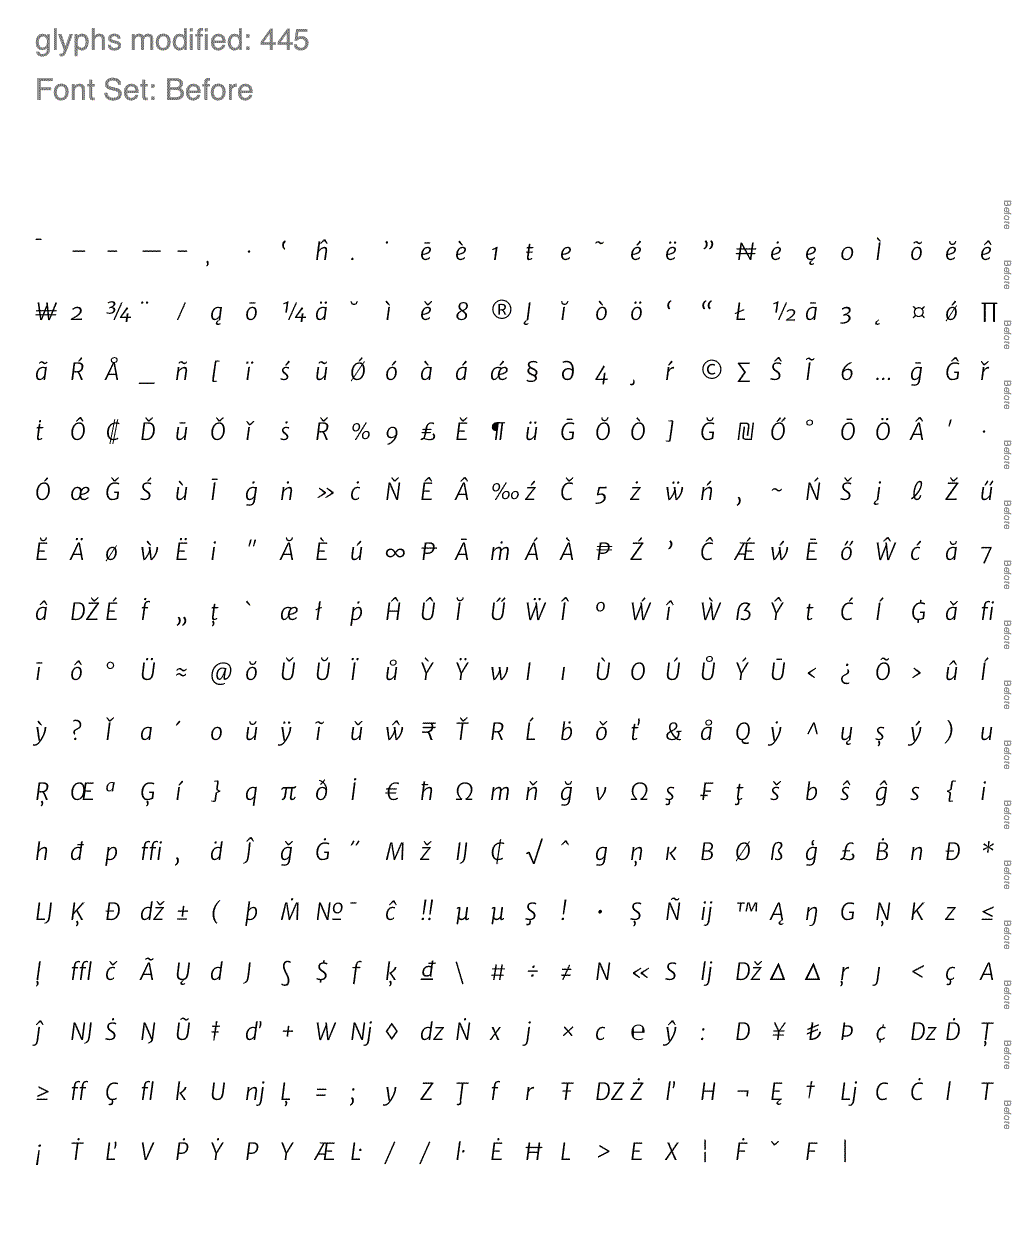 glyphs modified: 445
Font Set: Before
Before
¯ – – — – ‚ · ‛ ĥ . ˙ ē è 1 ŧ e ˜ é ë ” ₦ ė ę 0 Ì õ ĕ ê
Before
₩ 2 ¾ ¨ / ą ō ¼ ä ˘ ì ě 8 ® Į ĭ ò ö ‘ “ Ł ½ ā 3 ˛ ¤ ǿ ∏
ã Ŕ Å _ ñ [ ï ś ũ Ǿ ó à á ǽ § ∂ 4 ¸ ŕ © ∑ Ŝ Ĩ 6 … ḡ Ĝ ř
Before
ṫ Ô ₡ Ď ū Ǒ ǐ ṡ Ř % 9 ₤ Ě ¶ ü Ḡ Ŏ Ò ] Ğ ₪ Ő ˚ Ō Ö Â ′ ·
Before
Ó œ Ǧ Ś ù Ī ġ ṅ » ċ Ň Ê Â ‰ ź Č 5 ż ẅ ń , ~ Ń Š į ℓ Ž ű
Before
Ĕ Ä ø ẁ Ë i " Ă È ú ∞ ₱ Ā ṁ Á À ₱ Ź ’ Ĉ Ǽ ẃ Ē ő Ŵ ć ă 7
Before
â DŽ É ḟ „ ț ` æ ł ṗ Ĥ Û Ĭ Ű Ẅ Î º Ẃ î Ẁ ẞ Ŷ t Ć Í Ģ ǎ fi
Before
ī ô ° Ü ≈ @ ŏ Ǔ Ŭ Ï ů Ỳ Ÿ w I ı Ù O Ú Ů Ý Ū < ¿ Õ > û Í
Before
ỳ ? Ǐ a ´ o ŭ ÿ ĩ ǔ ŵ ₹ Ť R Ĺ ḃ ǒ ť & å Q ẏ ^ ų ș ý ) u
Before
Ŗ Œ ª Ģ í } q π ð İ € ħ Ω m ň ğ v Ω ş ₣ ţ š b ŝ ĝ s { i
Before
h đ p ffi , ḋ Ĵ ǧ Ġ ˝ M ž IJ ₵ √ ˆ g ņ ĸ B Ø ß ģ £ Ḃ n Đ *
Before
LJ Ķ Đ dž ± ( þ Ṁ № ¯ ĉ !! µ μ Ş ! • Ș Ñ ij ™ Ą ŋ G Ņ K z ≤
Before
ļ ffl č Ã Ų d J ʃ $ ƒ ķ ₫ \ # ÷ ≠ N « S lj Dž ∆ Δ ŗ ȷ < ç A
Before
ĵ NJ Ṡ Ŋ Ũ ‡ ď + W Nj ◊ dz Ṅ x j × c ℮ ŷ : D ¥ ₺ Þ ¢ Dz Ḋ Ț
Before
≥ ff Ç fl k U nj Ļ = ; y Z Ţ f r Ŧ DZ Ż ľ H ¬ Ę † Lj C Ċ l T
Before
¡ Ṫ Ľ V Ṗ Ẏ P Y Æ Ŀ / ⁄ ŀ Ė Ħ L > E X ¦ Ḟ ˇ F |